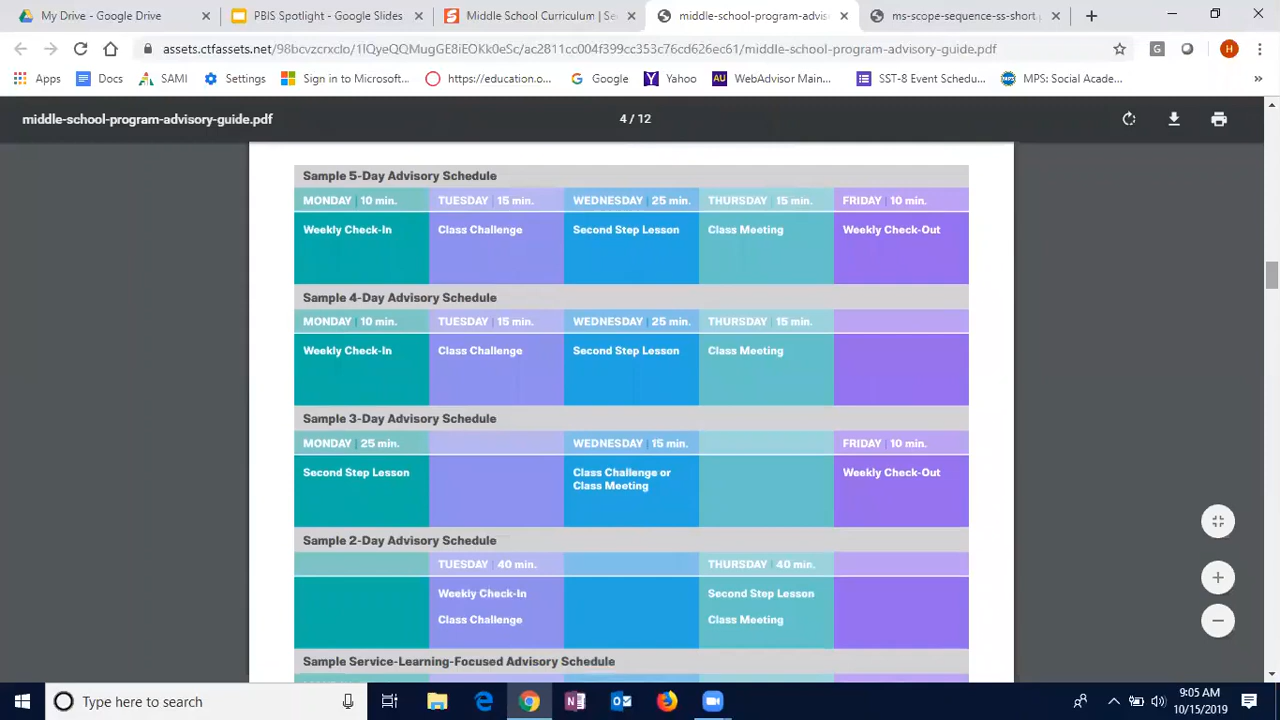 My Drive - Google Drive
PBIS Spotlight - Google Slides
Middle School Curriculum | Se
middle-school-program-advis
ms-scope-sequence-ss-short.p
assets.ctfassets.net/98bcvzcrxclo/1lQyeQQMugGE8iEOKk0eSc/ac2811cc004f399cc353c76cd626ec61/middle-school-program-advisory-guide.pdf
G
H
Apps
Docs
SAMI
Settings
Sign in to Microsoft...
https://education.o...
Google
Yahoo
WebAdvisor Main...
SST-8 Event Schedu...
MPS: Social Acade...
»
middle-school-program-advisory-guide.pdf
4 / 12
Sample 5-Day Advisory Schedule
MONDAY | 10 min. TUESDAY | 15 min. WEDNESDAY | 25 min. THURSDAY | 15 min. FRIDAY | 10 min.
Weekly Check-In Class Challenge Second Step Lesson Class Meeting Weekly Check-Out
Sample 4-Day Advisory Schedule
MONDAY | 10 min. TUESDAY | 15 min. WEDNESDAY | 25 min. THURSDAY | 15 min.
Weekly Check-In Class Challenge Second Step Lesson Class Meeting
Sample 3-Day Advisory Schedule
MONDAY | 25 min. WEDNESDAY | 15 min. FRIDAY | 10 min.
Second Step Lesson Class Challenge or Weekly Check-Out
Class Meeting
Sample 2-Day Advisory Schedule
TUESDAY | 40 min. THURSDAY | 40 min.
Weekly Check-In Second Step Lesson
Class Challenge Class Meeting
Sample Service-Learning-Focused Advisory Schedule
Type here to search
9:05 AM
10/15/2019